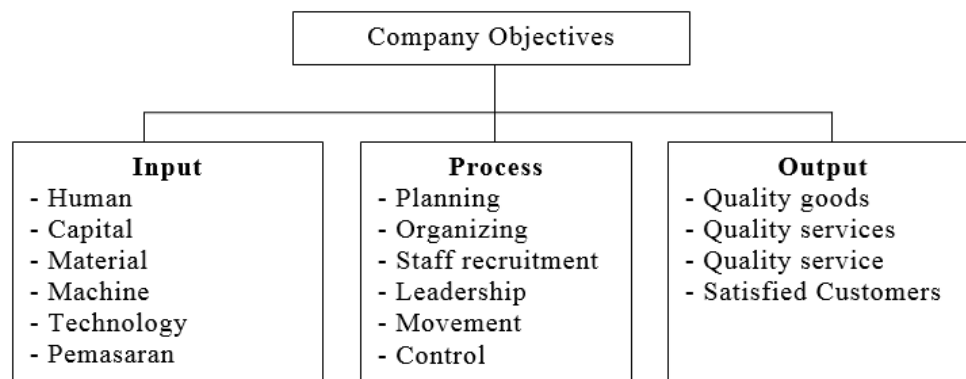 Company Objectives
Input
- Human
- Capital
- Material
- Machine
- Technology
- Pemasaran
Process
- Planning
- Organizing
- Staff recruitment
- Leadership
- Movement
- Control
Output
- Quality goods
- Quality services
- Quality service
- Satisfied Customers